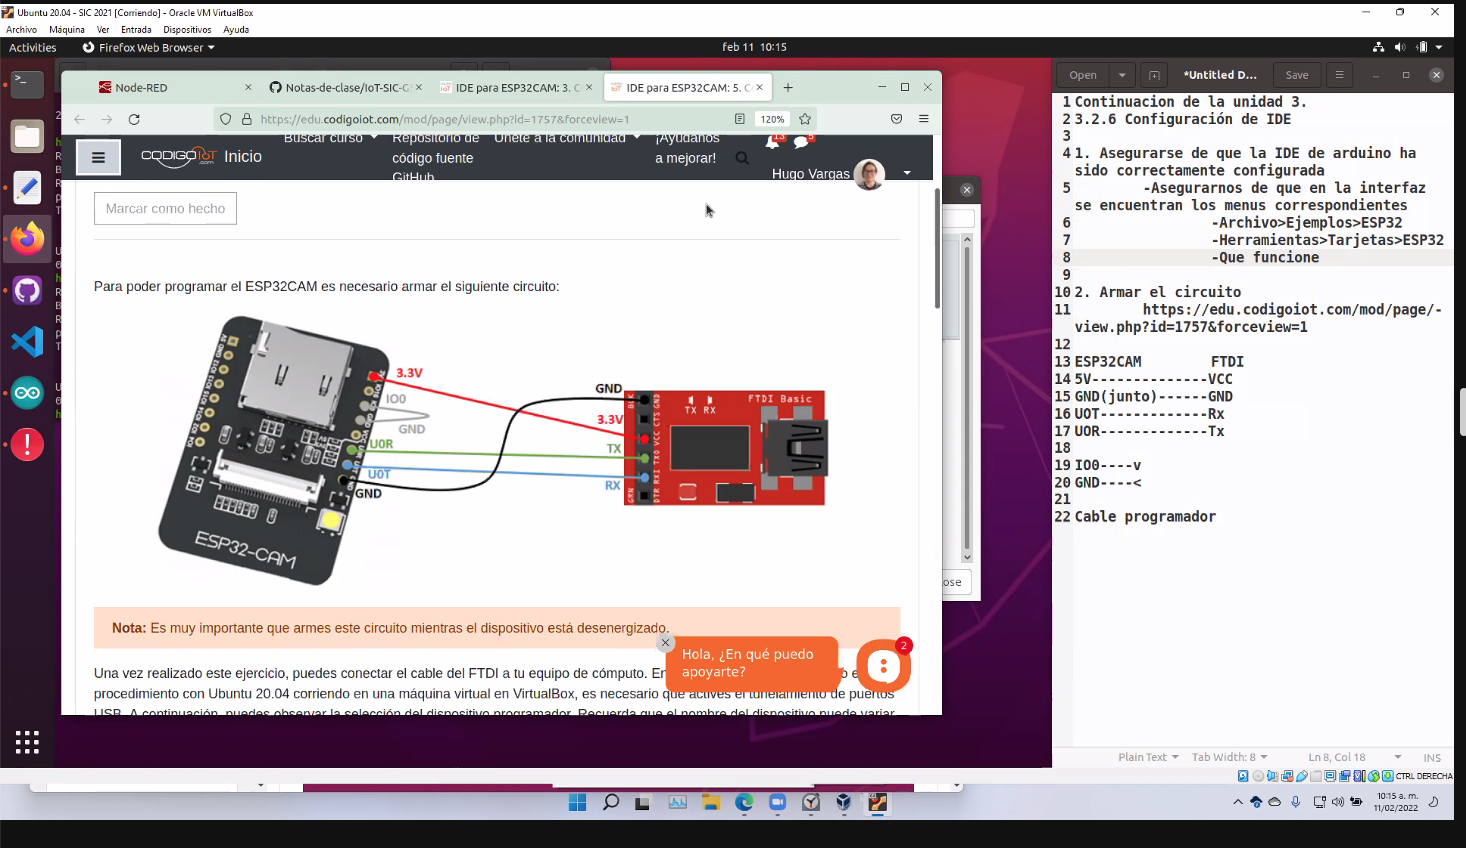 Ubuntu 20.04 - SIC 2021 [Corriendo] - Oracle VM VirtualBox
Archivo Máquina Ver Entrada Dispositivos Ayuda
Activities Firefox Web Browser feb 11 10:15
Node-RED
Notas-de-clase/IoT-SIC-G
IDE para ESP32CAM: 3. C
IDE para ESP32CAM: 5. C
https://edu.codigoiot.com/mod/page/view.php?id=1757&forceview=1 120%
Buscar curso
Repositorio de
código fuente
GitHub
Únete a la comunidad
¡Ayúdanos
a mejorar!
CODIGO IoT .com
Inicio
Hugo Vargas
Marcar como hecho
Para poder programar el ESP32CAM es necesario armar el siguiente circuito:
3.3V
IO0
GND
U0R
U0T
GND
ESP32-CAM
GND
3.3V
TX
RX
TX RX
FTDI Basic
BLK GND
CTS
VCC
TXO
RXI
GRN DTR
Nota: Es muy importante que armes este circuito mientras el dispositivo está desenergizado.
Hola, ¿En qué puedo
apoyarte?
2
Una vez realizado este ejercicio, puedes conectar el cable del FTDI a tu equipo de cómputo. En
procedimiento con Ubuntu 20.04 corriendo en una máquina virtual en VirtualBox, es necesario que actives el tunelamiento de puertos
USB. A continuación, puedes observar la selección del dispositivo programador. Recuerda que el nombre del dispositivo puede variar
ose
Open *Untitled D... Save
1 Continuacion de la unidad 3.
2 3.2.6 Configuración de IDE
3
4 1. Asegurarse de que la IDE de arduino ha
sido correctamente configurada
5 -Asegurarnos de que en la interfaz
se encuentran los menus correspondientes
6 -Archivo>Ejemplos>ESP32
7 -Herramientas>Tarjetas>ESP32
8 -Que funcione
9
10 2. Armar el circuito
11 https://edu.codigoiot.com/mod/page/-
view.php?id=1757&forceview=1
12
13 ESP32CAM FTDI
14 5V--------------VCC
15 GND(junto)------GND
16 UOT-------------Rx
17 UOR-------------Tx
18
19 IO0----v
20 GND----<
21
22 Cable programador
Plain Text Tab Width: 8 Ln 8, Col 18 INS
CTRL DERECHA
10:15 a. m.
11/02/2022